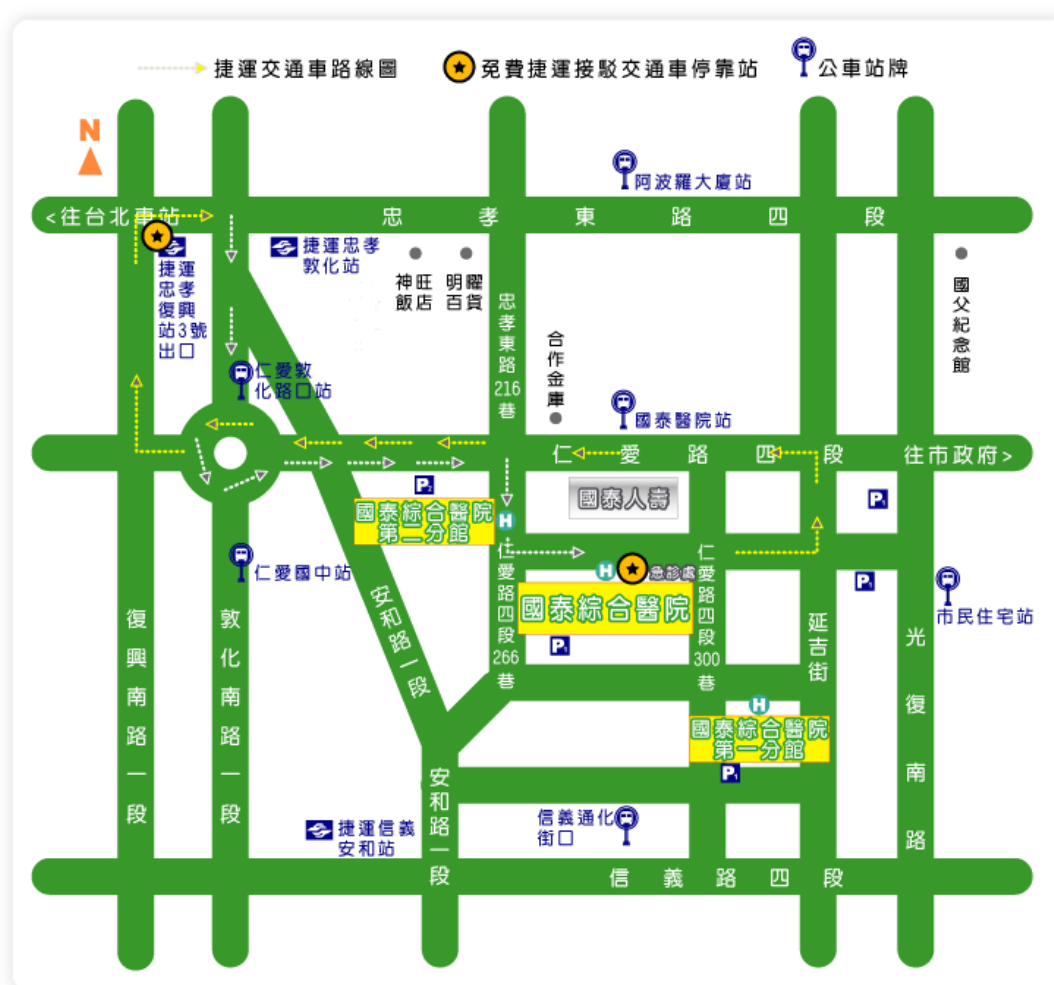 捷運交通車路線圖
免費捷運接駁交通車停靠站
公車站牌
N
阿波羅大廈站
<往台北車站
忠孝東路四段
捷運
忠孝
復興
站3號
出口
捷運忠孝
敦化站
神旺
飯店
明曜
百貨
忠孝東路216巷
國父紀念館
合作金庫
仁愛敦
化路口站
國泰醫院站
仁愛路四段
往市政府>
P2
國泰綜合醫院
第二分館
國泰人壽
P1
H
仁愛國中站
安和路一段
仁愛路四段266巷
H
急診處
國泰綜合醫院
P1
仁愛路四段300巷
P1
市民住宅站
復興南路一段
敦化南路一段
延吉街
光復南路
H
國泰綜合醫院
第一分館
P1
安和路一段
捷運信義
安和站
信義通化
街口
信義路四段